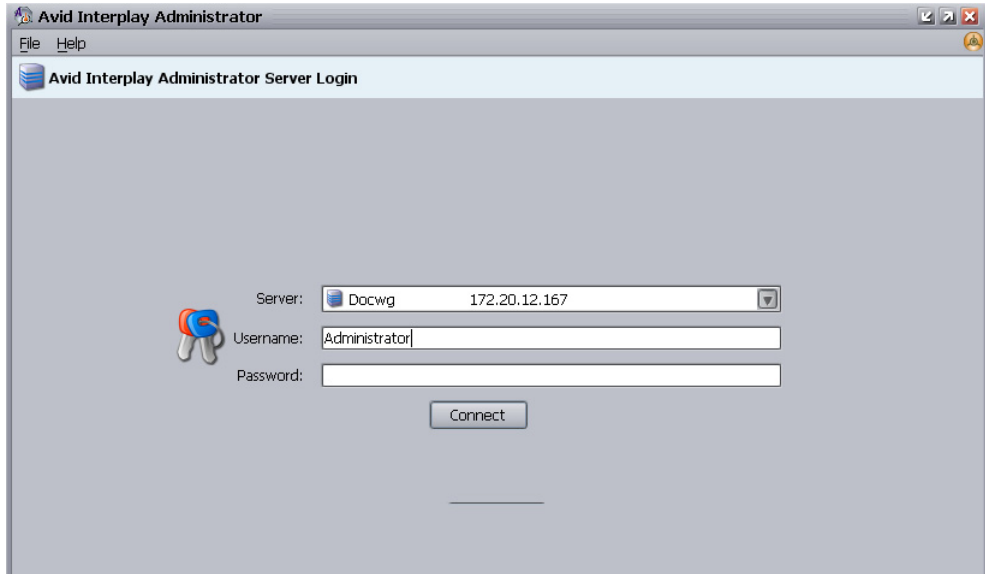 Avid Interplay Administrator
File Help
Avid Interplay Administrator Server Login
Server: Docwg 172.20.12.167
Username: Administrator
Password:
Connect